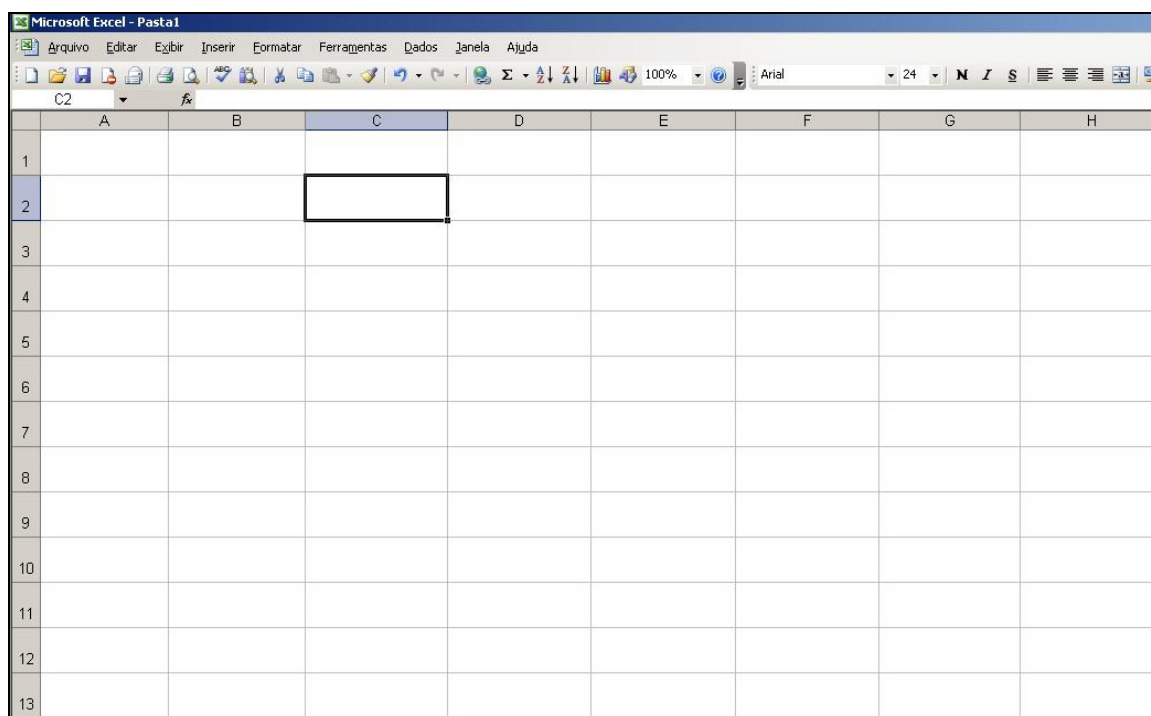 Microsoft Excel - Pasta1
Arquivo Editar Exibir Inserir Formatar Ferramentas Dados Janela Ajuda
ABC Σ A Z Z A 100% Arial 24 N I S
C2 fx
A B C D E F G H
1
2
3
4
5
6
7
8
9
10
11
12
13